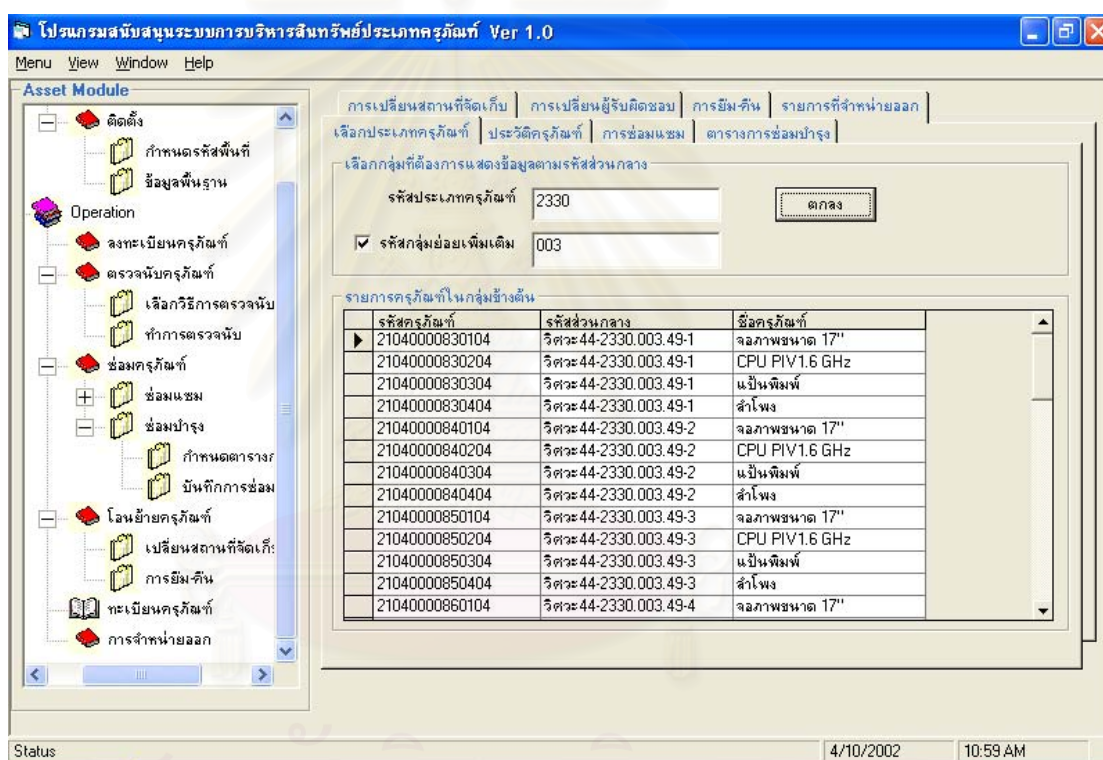 โปรแกรมสนับสนุนระบบการบริหารสินทรัพย์ประเภทครุภัณฑ์ Ver 1.0
Menu View Window Help
Asset Module
ติดตั้ง
กำหนดรหัสพื้นที่
ข้อมูลพื้นฐาน
Operation
ลงทะเบียนครุภัณฑ์
ตรวจนับครุภัณฑ์
เลือกวิธีการตรวจนับ
ทำการตรวจนับ
ซ่อมครุภัณฑ์
ซ่อมแซม
ซ่อมบำรุง
กำหนดตารางก
บันทึกการซ่อม
โอนย้ายครุภัณฑ์
เปลี่ยนสถานที่จัดเก็
การยืม-คืน
ทะเบียนครุภัณฑ์
การจำหน่ายออก
การเปลี่ยนสถานที่จัดเก็บ การเปลี่ยนผู้รับผิดชอบ การยืม-คืน รายการที่จำหน่ายออก
เลือกประเภทครุภัณฑ์ ประวัติครุภัณฑ์ การซ่อมแซม ตารางการซ่อมบำรุง
เลือกกลุ่มที่ต้องการแสดงข้อมูลตามรหัสส่วนกลาง
รหัสประเภทครุภัณฑ์ 2330 ตกลง
รหัสกลุ่มย่อยเพิ่มเติม 003
รายการครุภัณฑ์ในกลุ่มข้างต้น
รหัสครุภัณฑ์ รหัสส่วนกลาง ชื่อครุภัณฑ์
21040000830104 วิศวะ44-2330.003.49-1 จอภาพขนาด 17''
21040000830204 วิศวะ44-2330.003.49-1 CPU PIV1.6 GHz
21040000830304 วิศวะ44-2330.003.49-1 แป้นพิมพ์
21040000830404 วิศวะ44-2330.003.49-1 ลำโพง
21040000840104 วิศวะ44-2330.003.49-2 จอภาพขนาด 17''
21040000840204 วิศวะ44-2330.003.49-2 CPU PIV1.6 GHz
21040000840304 วิศวะ44-2330.003.49-2 แป้นพิมพ์
21040000840404 วิศวะ44-2330.003.49-2 ลำโพง
21040000850104 วิศวะ44-2330.003.49-3 จอภาพขนาด 17''
21040000850204 วิศวะ44-2330.003.49-3 CPU PIV1.6 GHz
21040000850304 วิศวะ44-2330.003.49-3 แป้นพิมพ์
21040000850404 วิศวะ44-2330.003.49-3 ลำโพง
21040000860104 วิศวะ44-2330.003.49-4 จอภาพขนาด 17''
Status 4/10/2002 10:59 AM